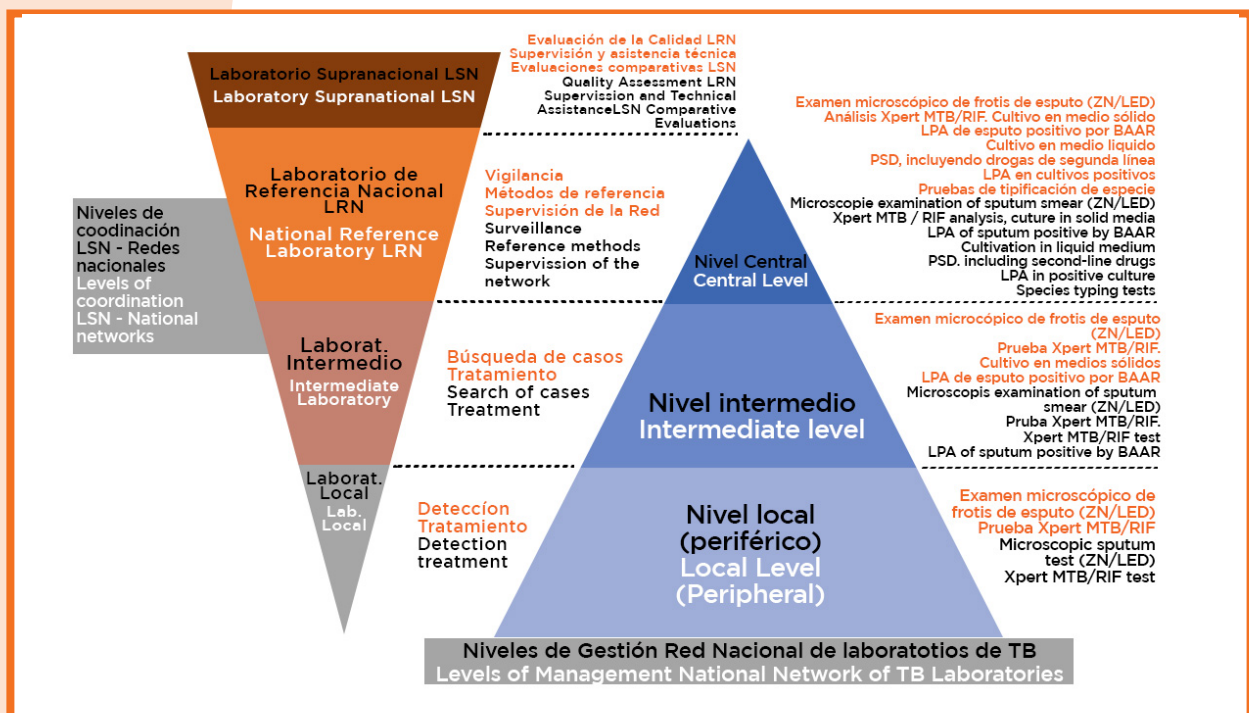 Laboratorio Supranacional LSN
Laboratory Supranational LSN
Evaluación de la Calidad LRN
Supervisión y asistencia técnica
Evaluaciones comparativas LSN
Quality Assessment LRN
Supervission and Technical
AssistanceLSN Comparative
Evaluations
Laboratorio de
Referencia Nacional
LRN
National Reference
Laboratory LRN
Vigilancia
Métodos de referencia
Supervisión de la Red
Surveillance
Reference methods
Supervission of the
network
Niveles de
coodinación
LSN - Redes
nacionales
Levels of
coordination
LSN - National
networks
Laborat.
Intermedio
Intermediate
Laboratory
Búsqueda de casos
Tratamiento
Search of cases
Treatment
Laborat.
Local
Lab.
Local
Deteccíon
Tratamiento
Detection
treatment
Nivel Central
Central Level
Examen microscópico de frotis de esputo (ZN/LED)
Análisis Xpert MTB/RIF. Cultivo en medio sólido
LPA de esputo positivo por BAAR
Cultivo en medio liquido
PSD, incluyendo drogas de segunda línea
LPA en cultivos positivos
Pruebas de tipificación de especie
Microscopie examination of sputum smear (ZN/LED)
Xpert MTB / RIF analysis, cuture in solid media
LPA of sputum positive by BAAR
Cultivation in liquid medium
PSD. including second-line drugs
LPA in positive culture
Species typing tests
Nivel intermedio
Intermediate level
Examen microcópico de frotis de esputo
(ZN/LED)
Prueba Xpert MTB/RIF.
Cultivo en medios sólidos
LPA de esputo positivo por BAAR
Microscopis examination of sputum
smear (ZN/LED)
Pruba Xpert MTB/RIF.
Xpert MTB/RIF test
LPA of sputum positive by BAAR
Nivel local
(periférico)
Local Level
(Peripheral)
Examen microscópico de
frotis de esputo (ZN/LED)
Prueba Xpert MTB/RIF
Microscopic sputum
test (ZN/LED)
Xpert MTB/RIF test
Niveles de Gestión Red Nacional de laboratotios de TB
Levels of Management National Network of TB Laboratories